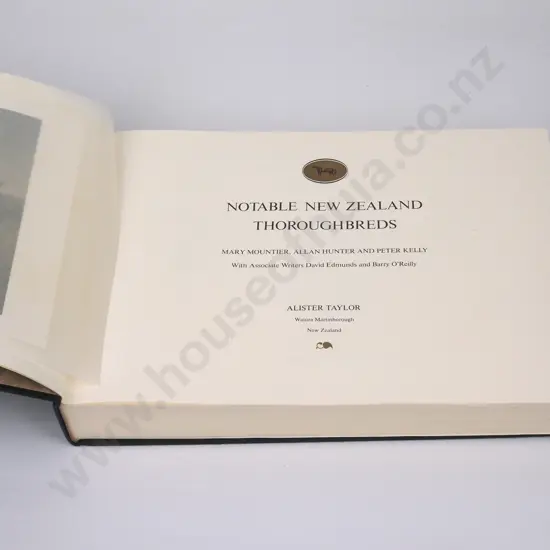 NOTABLE NEW ZEALAND
THOROUGHBREDS
MARY MOUNTIER, ALLAN HUNTER AND PETER KELLY
With Associate Writers David Edmunds and Barry O'Reilly
ALISTER TAYLOR
Waiura Martinborough
New Zealand
www.houseofnuia.co.nz